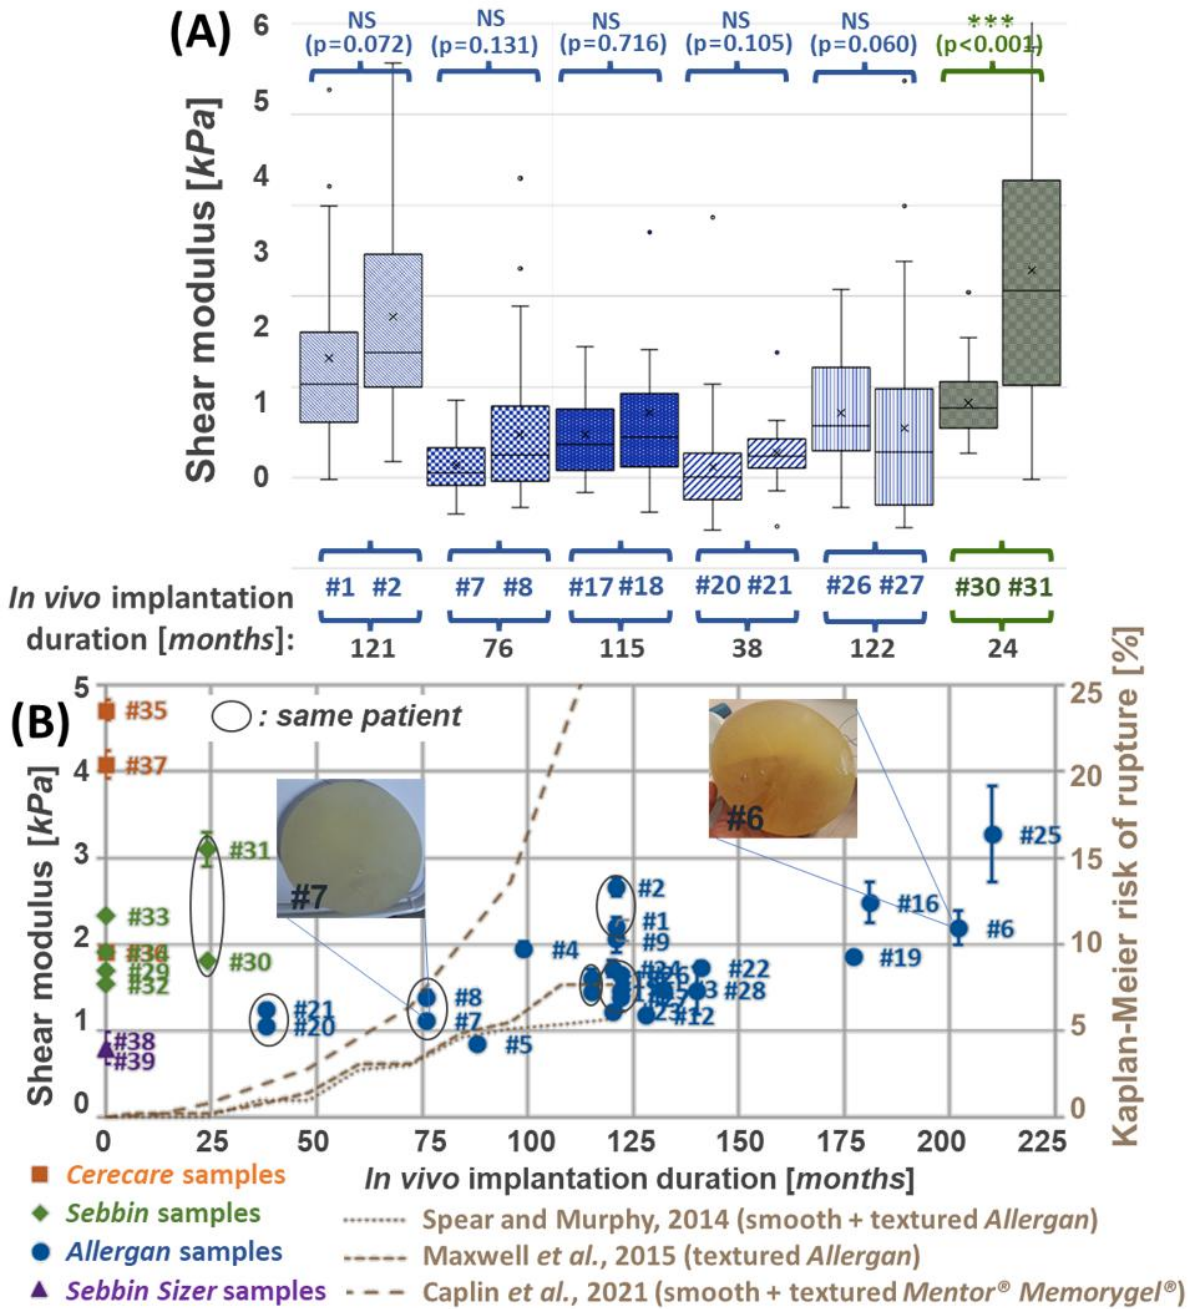 (A)
NS NS NS NS NS ***
(p=0.072) (p=0.131) (p=0.716) (p=0.105) (p=0.060) (p<0.001)
Shear modulus [kPa]
6
5
4
3
2
1
0
#1 #2 #7 #8 #17 #18 #20 #21 #26 #27 #30 #31
In vivo implantation
duration [months]:
121 76 115 38 122 24
(B)
: same patient
Shear modulus [kPa]
5
4
3
2
1
0
Kaplan-Meier risk of rupture [%]
25
20
15
10
5
0
#35
#37
#31
#33
#30
#29
#32
#38
#39
#21
#20
#7
#8
#7
#5
#4
#2
#1
#9
#22
#28
#12
#6
#16
#19
#6
#25
0 25 50 75 100 125 150 175 200 225
In vivo implantation duration [months]
Cerecare samples
Sebbin samples
Allergan samples
Sebbin Sizer samples
Spear and Murphy, 2014 (smooth + textured Allergan)
Maxwell et al., 2015 (textured Allergan)
Caplin et al., 2021 (smooth + textured Mentor® Memorygel®)